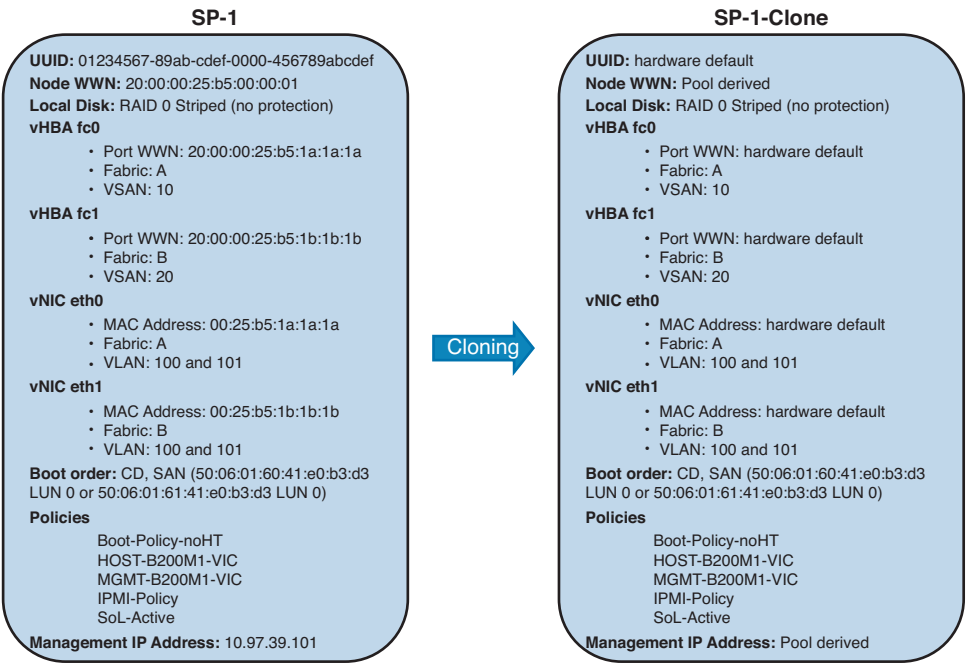 SP-1
UUID: 01234567-89ab-cdef-0000-456789abcdef
Node WWN: 20:00:00:25:b5:00:00:01
Local Disk: RAID 0 Striped (no protection)
vHBA fc0
• Port WWN: 20:00:00:25:b5:1a:1a:1a
• Fabric: A
• VSAN: 10
vHBA fc1
• Port WWN: 20:00:00:25:b5:1b:1b:1b
• Fabric: B
• VSAN: 20
vNIC eth0
• MAC Address: 00:25:b5:1a:1a:1a
• Fabric: A
• VLAN: 100 and 101
vNIC eth1
• MAC Address: 00:25:b5:1b:1b:1b
• Fabric: B
• VLAN: 100 and 101
Boot order: CD, SAN (50:06:01:60:41:e0:b3:d3
LUN 0 or 50:06:01:61:41:e0:b3:d3 LUN 0)
Policies
Boot-Policy-noHT
HOST-B200M1-VIC
MGMT-B200M1-VIC
IPMI-Policy
SoL-Active
Management IP Address: 10.97.39.101
Cloning
SP-1-Clone
UUID: hardware default
Node WWN: Pool derived
Local Disk: RAID 0 Striped (no protection)
vHBA fc0
• Port WWN: hardware default
• Fabric: A
• VSAN: 10
vHBA fc1
• Port WWN: hardware default
• Fabric: B
• VSAN: 20
vNIC eth0
• MAC Address: hardware default
• Fabric: A
• VLAN: 100 and 101
vNIC eth1
• MAC Address: hardware default
• Fabric: B
• VLAN: 100 and 101
Boot order: CD, SAN (50:06:01:60:41:e0:b3:d3
LUN 0 or 50:06:01:61:41:e0:b3:d3 LUN 0)
Policies
Boot-Policy-noHT
HOST-B200M1-VIC
MGMT-B200M1-VIC
IPMI-Policy
SoL-Active
Management IP Address: Pool derived